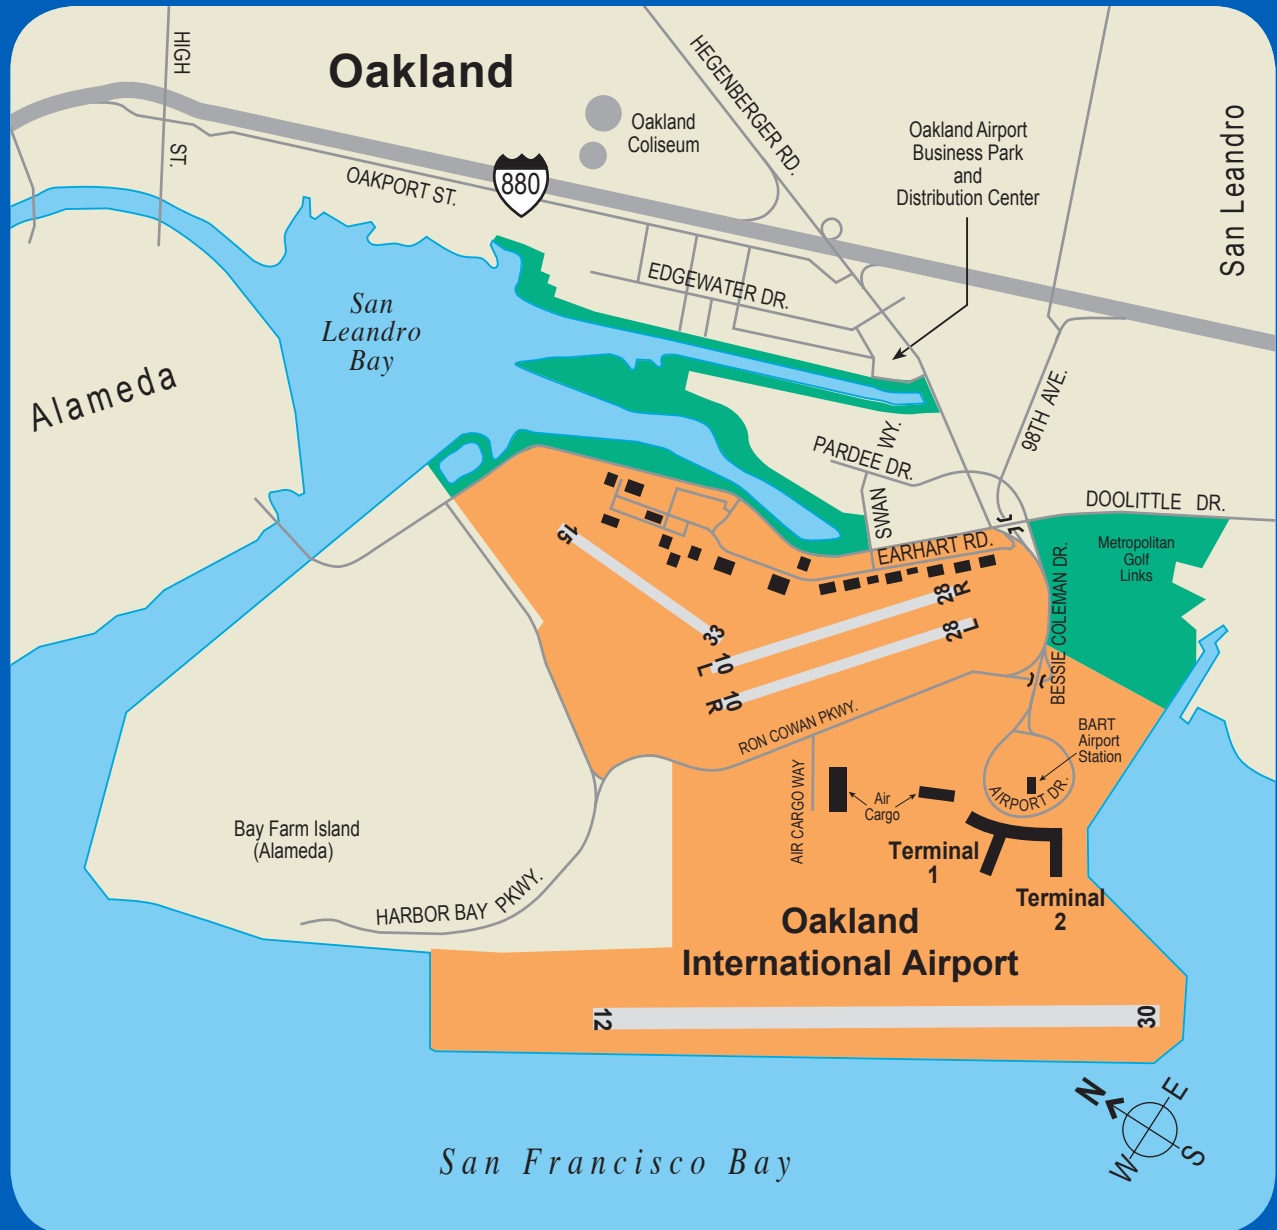 HIGH
ST.
Oakland
HEGENBERGER RD.
Oakland
Coliseum
Oakland Airport
Business Park
and
Distribution Center
San Leandro
880
OAKPORT ST.
EDGEWATER DR.
San
Leandro
Bay
Alameda
98TH AVE.
SWAN WY.
PARDEE DR.
DOOLITTLE DR.
EARHART RD.
Metropolitan
Golf
Links
BESSIE COLEMAN DR.
15
33
28
R
28
L
L
10
R
10
RON COWAN PKWY.
BART
Airport
Station
AIRPORT DR.
AIR CARGO WAY
Air
Cargo
Terminal
1
Terminal
2
Bay Farm Island
(Alameda)
HARBOR BAY PKWY.
Oakland
International Airport
12
30
N
E
S
W
San Francisco Bay